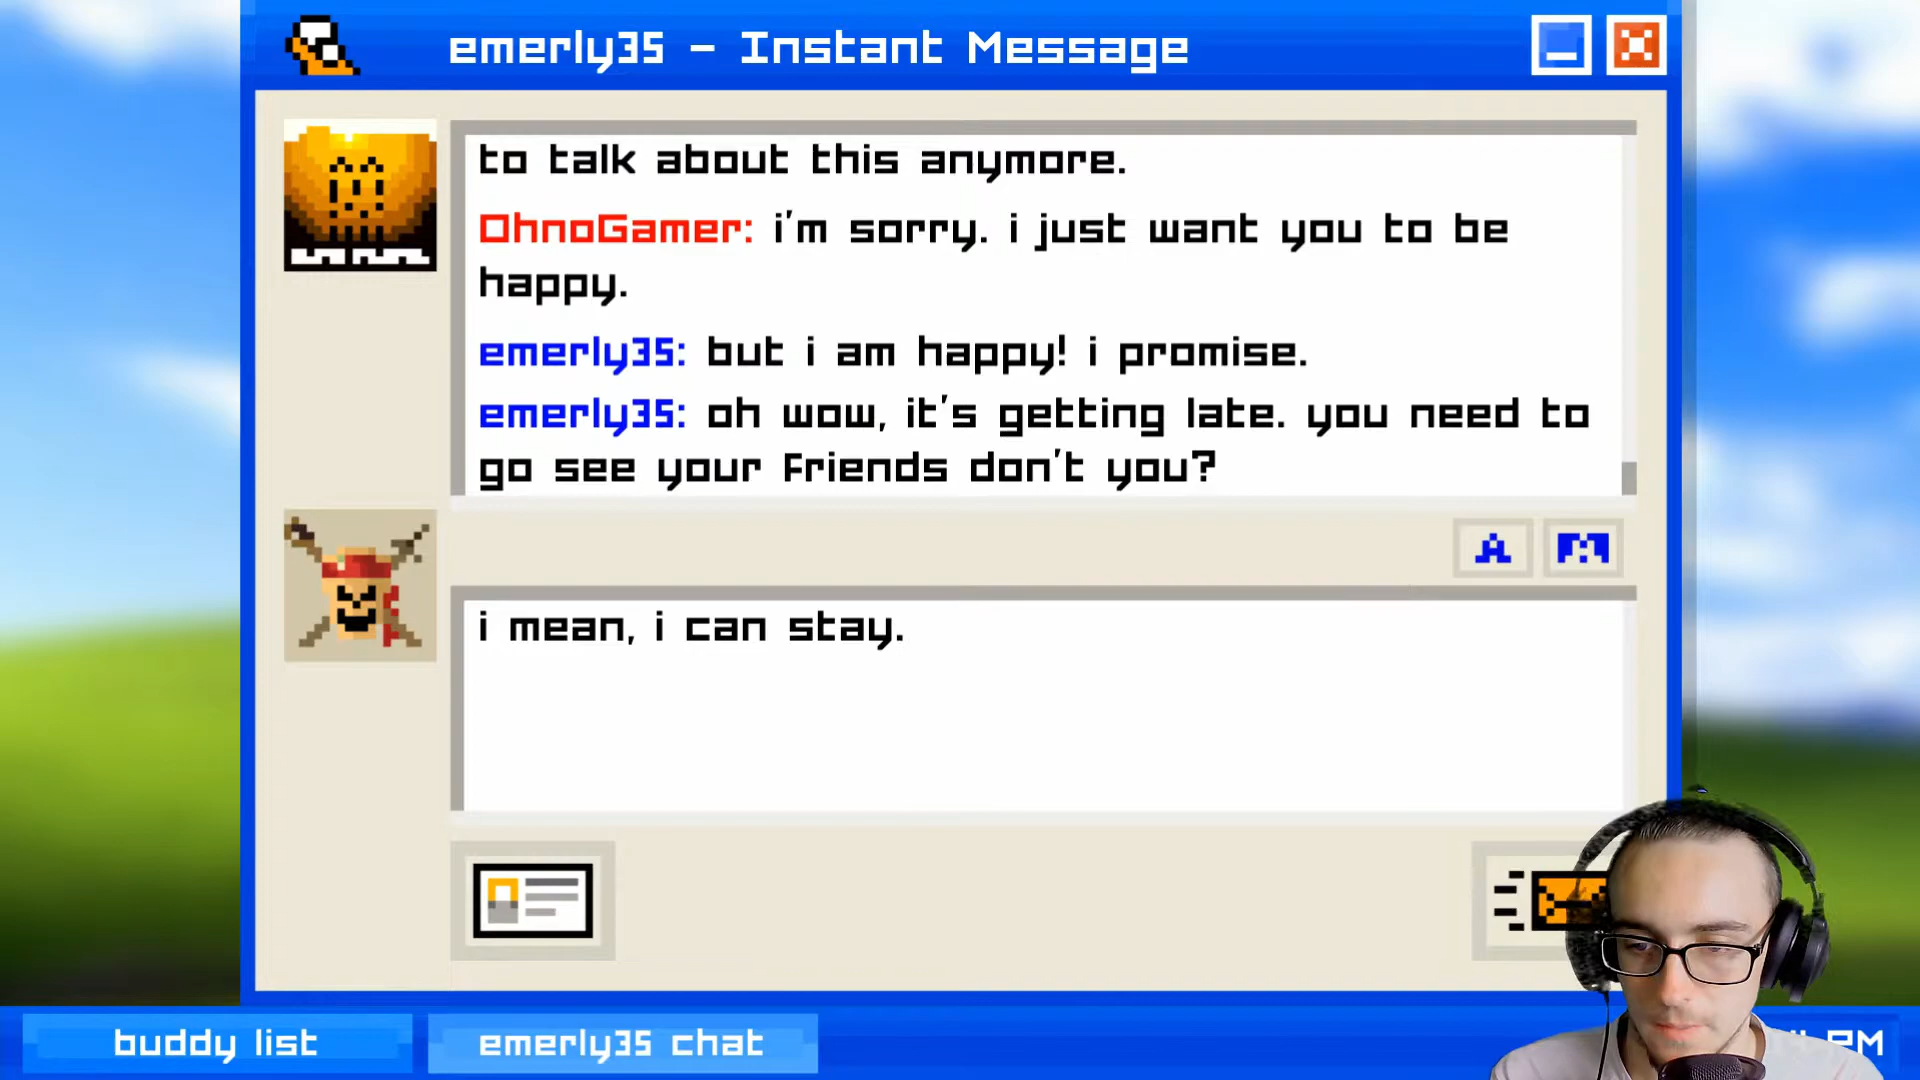 emerly35 - Instant Message
to talk about this anymore.
OhnoGamer: i'm sorry. i just want you to be
happy.
emerly35: but i am happy! i promise.
emerly35: oh wow, it's getting late. you need to
go see your friends don't you?
A M
i mean, i can stay.
buddy list
emerly35 chat
PM